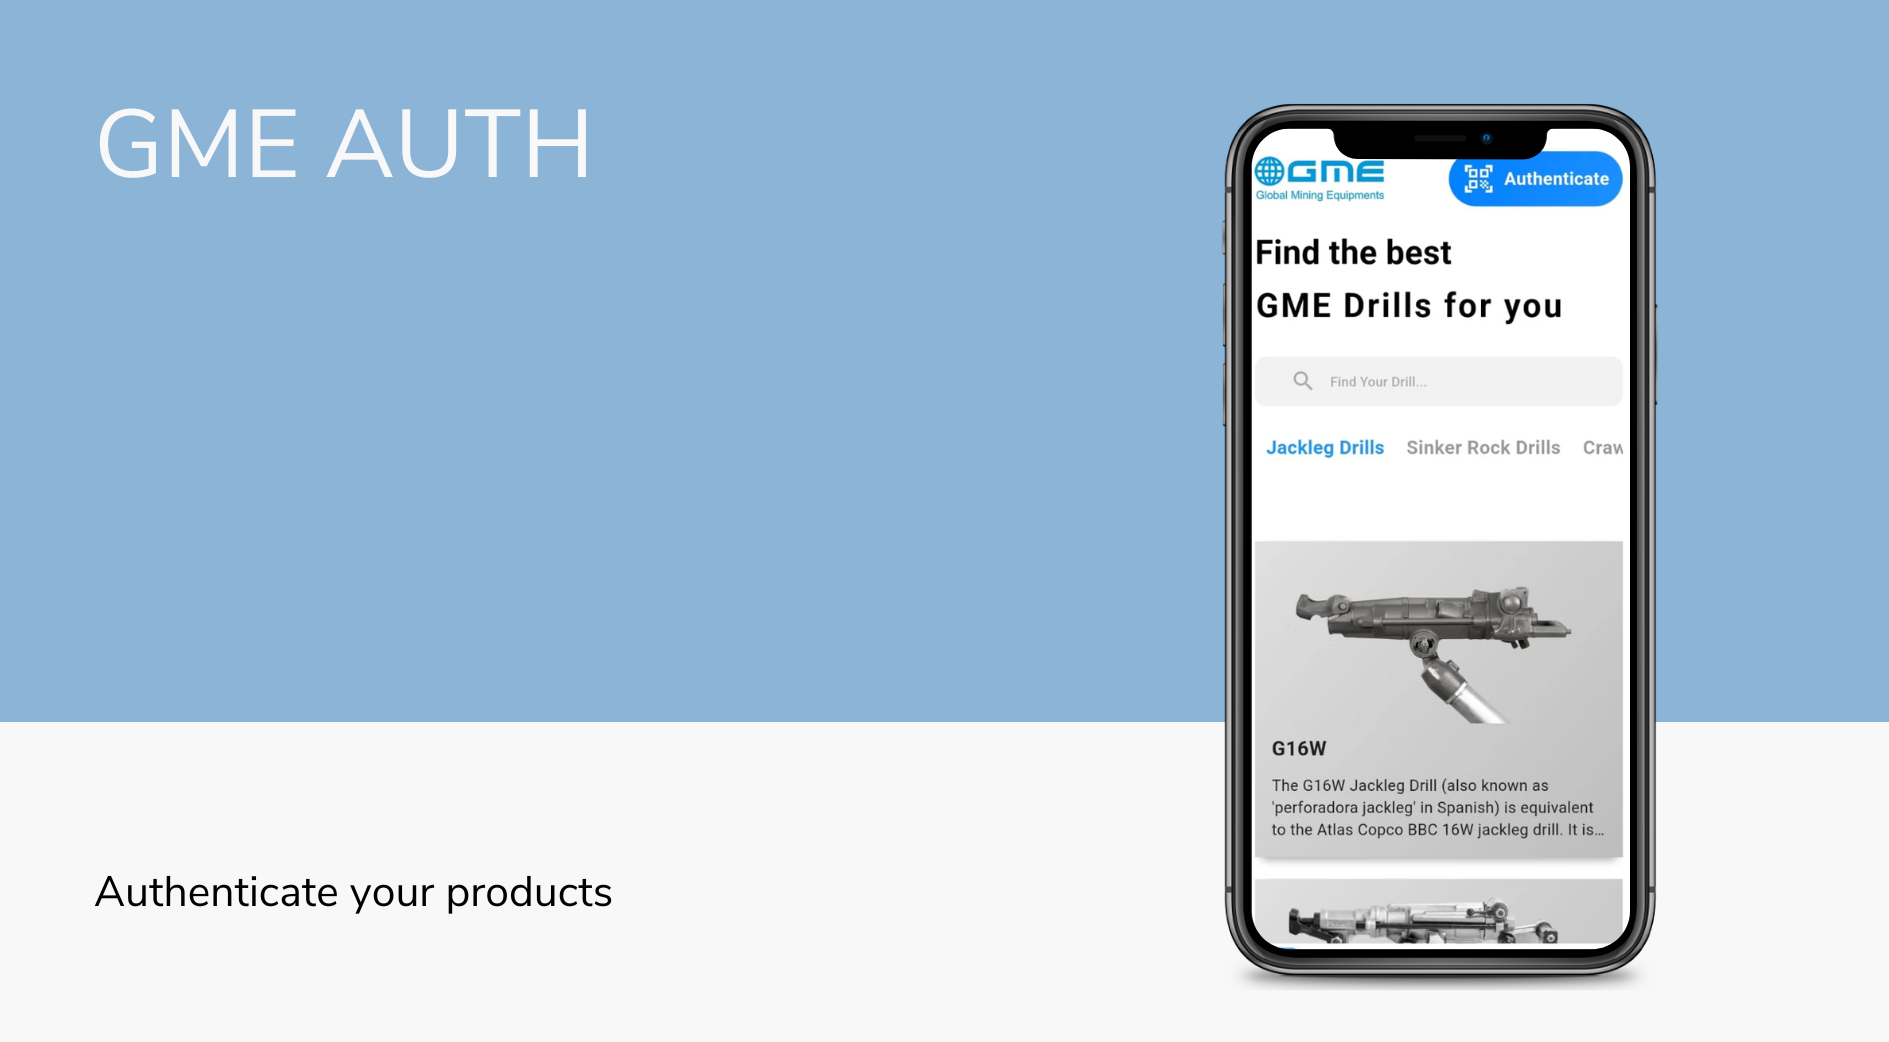 GME AUTH
GME
Global Mining Equipments
Authenticate
Find the best
GME Drills for you
Find Your Drill...
Jackleg Drills Sinker Rock Drills Craw
G16W
The G16W Jackleg Drill (also known as
'perforadora jackleg' in Spanish) is equivalent
to the Atlas Copco BBC 16W jackleg drill. It is...
Authenticate your products